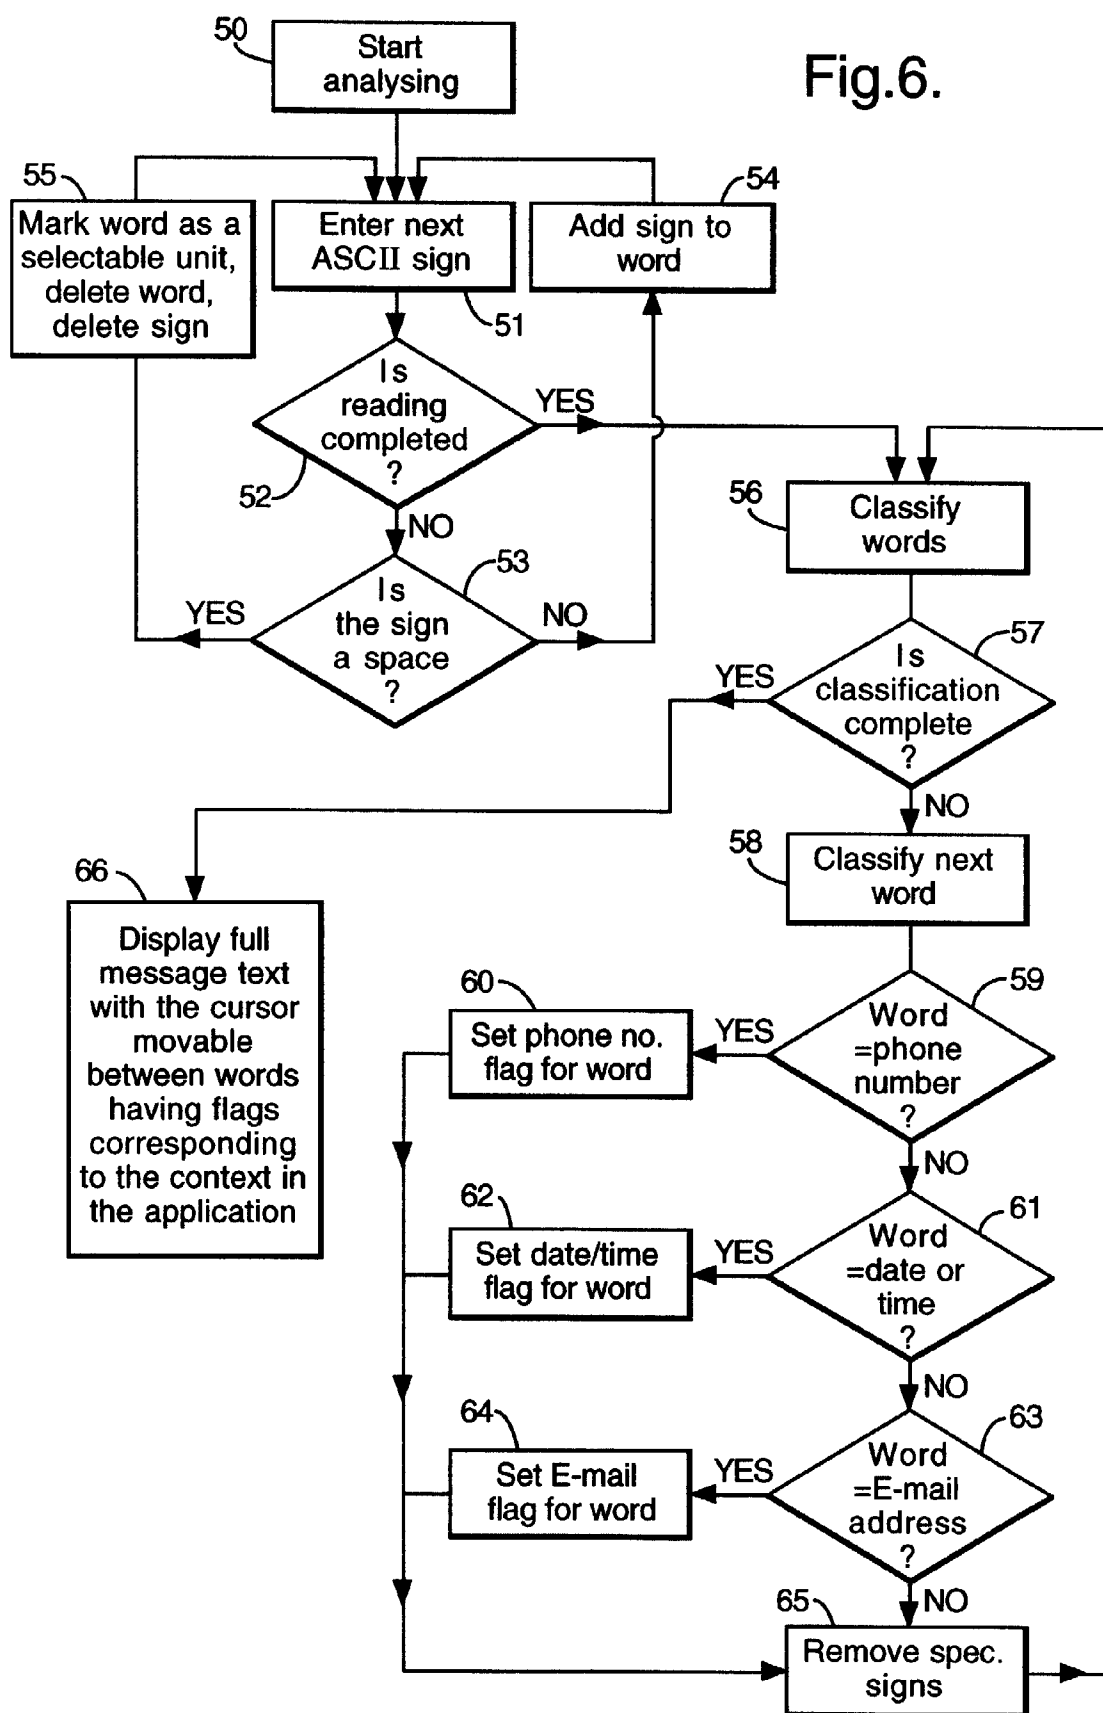 Fig.6.
50
Start
analysing
55
Mark word as a
selectable unit,
delete word,
delete sign
Enter next
ASCII sign
51
54
Add sign to
word
Is
reading
completed
?
52
YES
NO
Is
the sign
a space
?
53
YES
NO
56
Classify
words
57
Is
classification
complete
?
YES
NO
58
Classify next
word
66
Display full
message text
with the cursor
movable
between words
having flags
corresponding
to the context in
the application
59
Word
=phone
number
?
YES
NO
60
Set phone no.
flag for word
61
Word
=date or
time
?
YES
NO
62
Set date/time
flag for word
63
Word
=E-mail
address
?
YES
NO
64
Set E-mail
flag for word
65
Remove spec.
signs